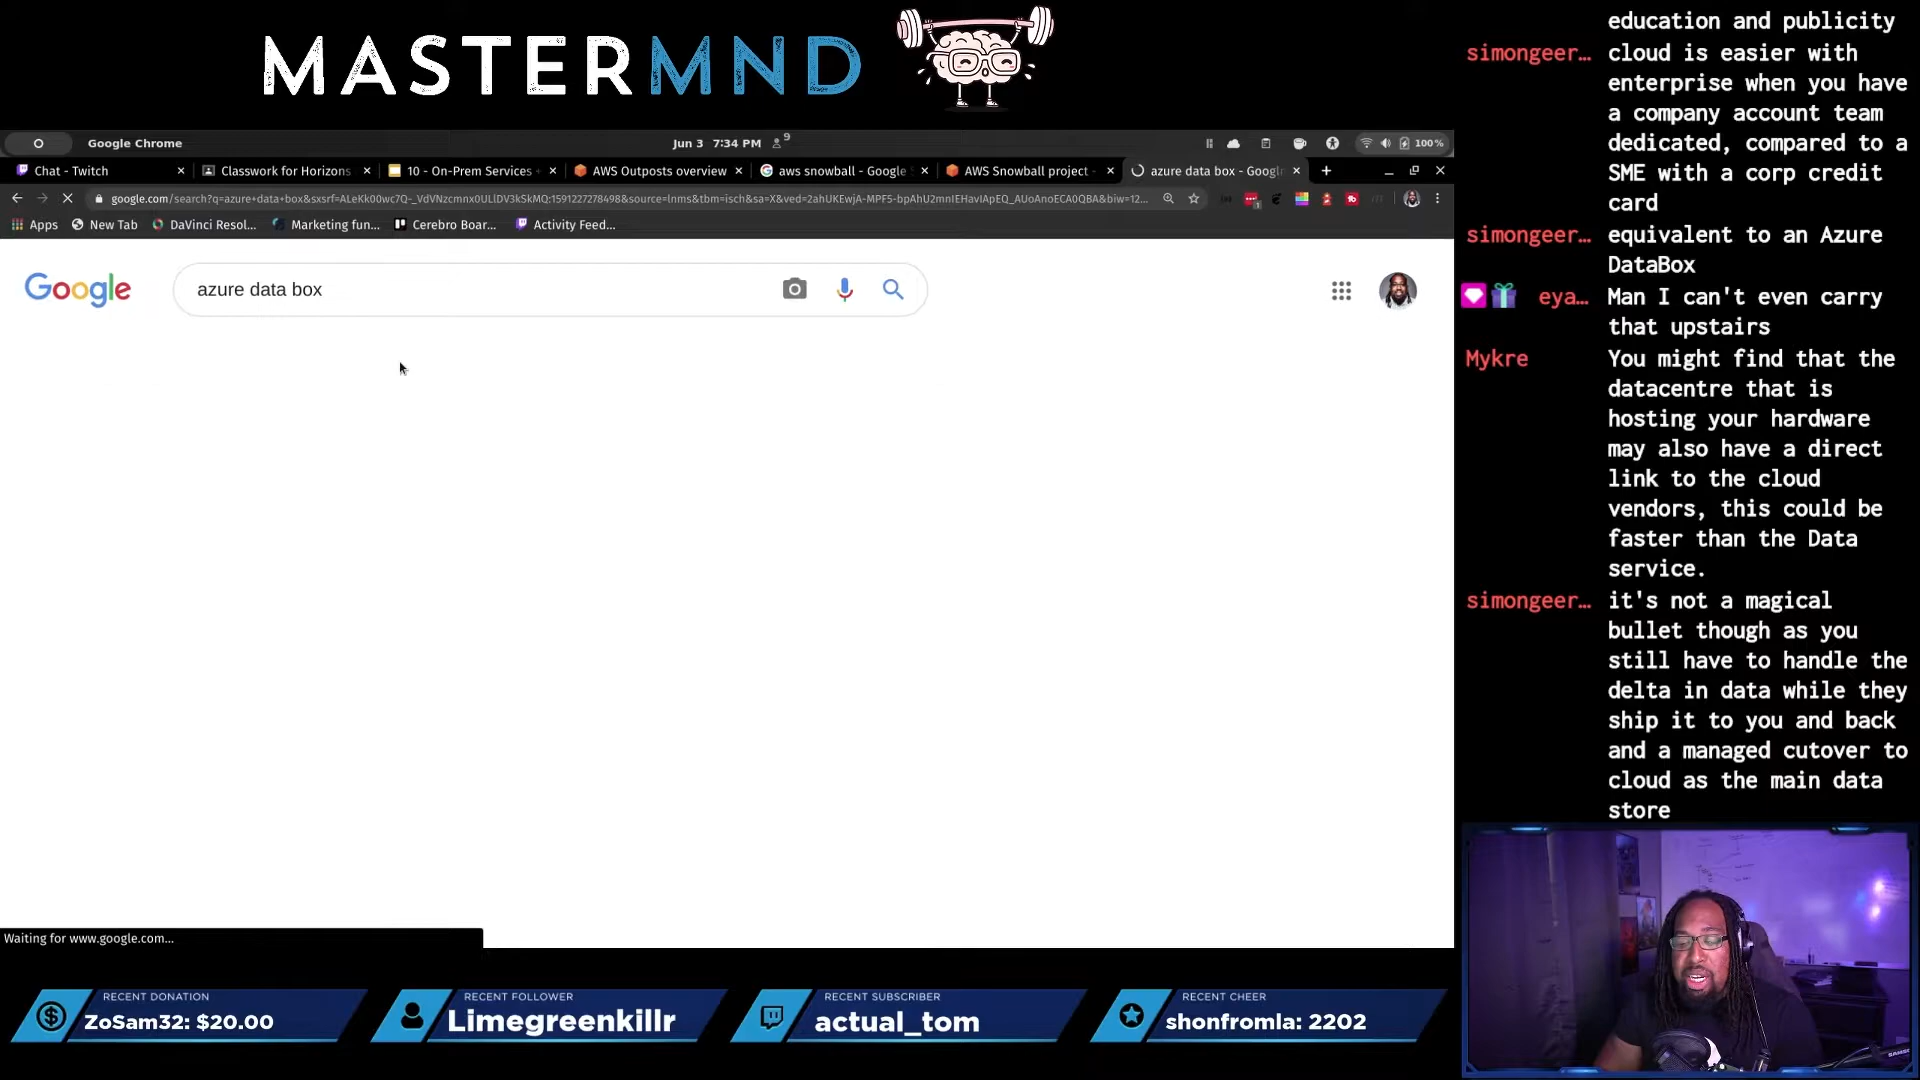 MASTERMND
Google Chrome
Jun 3 7:34 PM
9
100%
Chat - Twitch
Classwork for Horizons
10 - On-Prem Services
AWS Outposts overview
aws snowball - Google
AWS Snowball project -
azure data box - Googl
Apps
New Tab
DaVinci Resol...
Marketing fun...
Cerebro Boar...
Activity Feed...
Google
azure data box
Waiting for www.google.com...
education and publicity
simongeer… cloud is easier with
enterprise when you have
a company account team
dedicated, compared to a
SME with a corp credit
card
simongeer… equivalent to an Azure
DataBox
eya… Man I can't even carry
that upstairs
Mykre You might find that the
datacentre that is
hosting your hardware
may also have a direct
link to the cloud
vendors, this could be
faster than the Data
service.
simongeer… it's not a magical
bullet though as you
still have to handle the
delta in data while they
ship it to you and back
and a managed cutover to
cloud as the main data
store
RECENT DONATION
ZoSam32: $20.00
RECENT FOLLOWER
Limegreenkillr
RECENT SUBSCRIBER
actual_tom
RECENT CHEER
shonfromla: 2202